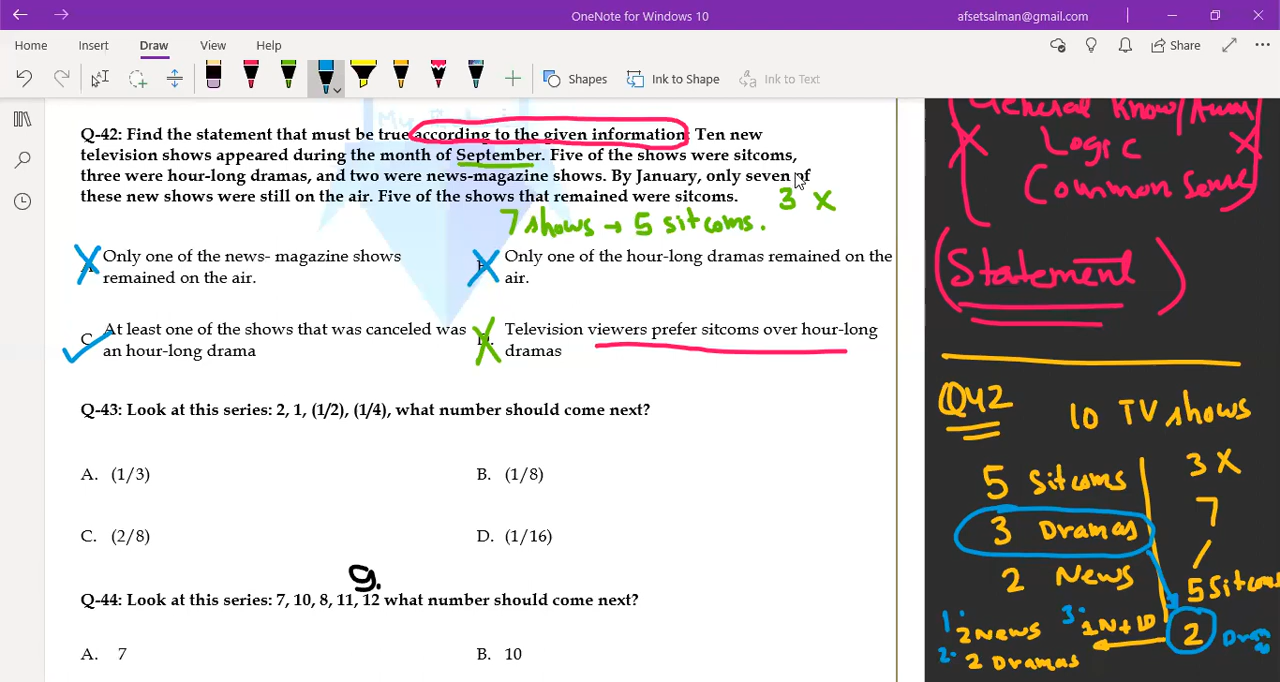 OneNote for Windows 10
afsetsalman@gmail.com
Home Insert Draw View Help
Share
Shapes Ink to Shape Ink to Text
Q-42: Find the statement that must be true according to the given information. Ten new
television shows appeared during the month of September. Five of the shows were sitcoms,
three were hour-long dramas, and two were news-magazine shows. By January, only seven of
these new shows were still on the air. Five of the shows that remained were sitcoms.
3 X
7 shows → 5 sitcoms.
Only one of the news- magazine shows
remained on the air.
Only one of the hour-long dramas remained on the
air.
C. At least one of the shows that was canceled was
an hour-long drama
D. Television viewers prefer sitcoms over hour-long
dramas
Q-43: Look at this series: 2, 1, (1/2), (1/4), what number should come next?
A. (1/3)
B. (1/8)
C. (2/8)
D. (1/16)
9.
Q-44: Look at this series: 7, 10, 8, 11, 12 what number should come next?
A. 7
B. 10
General Know/
X Logic X
Common Sense
(Statement)
Q42
10 TV shows
5 Sitcoms
3 Dramas
2 News
3 X
7
5 Sitcoms
2
1. 2 News
2. 2 Dramas
3. 1N+1D